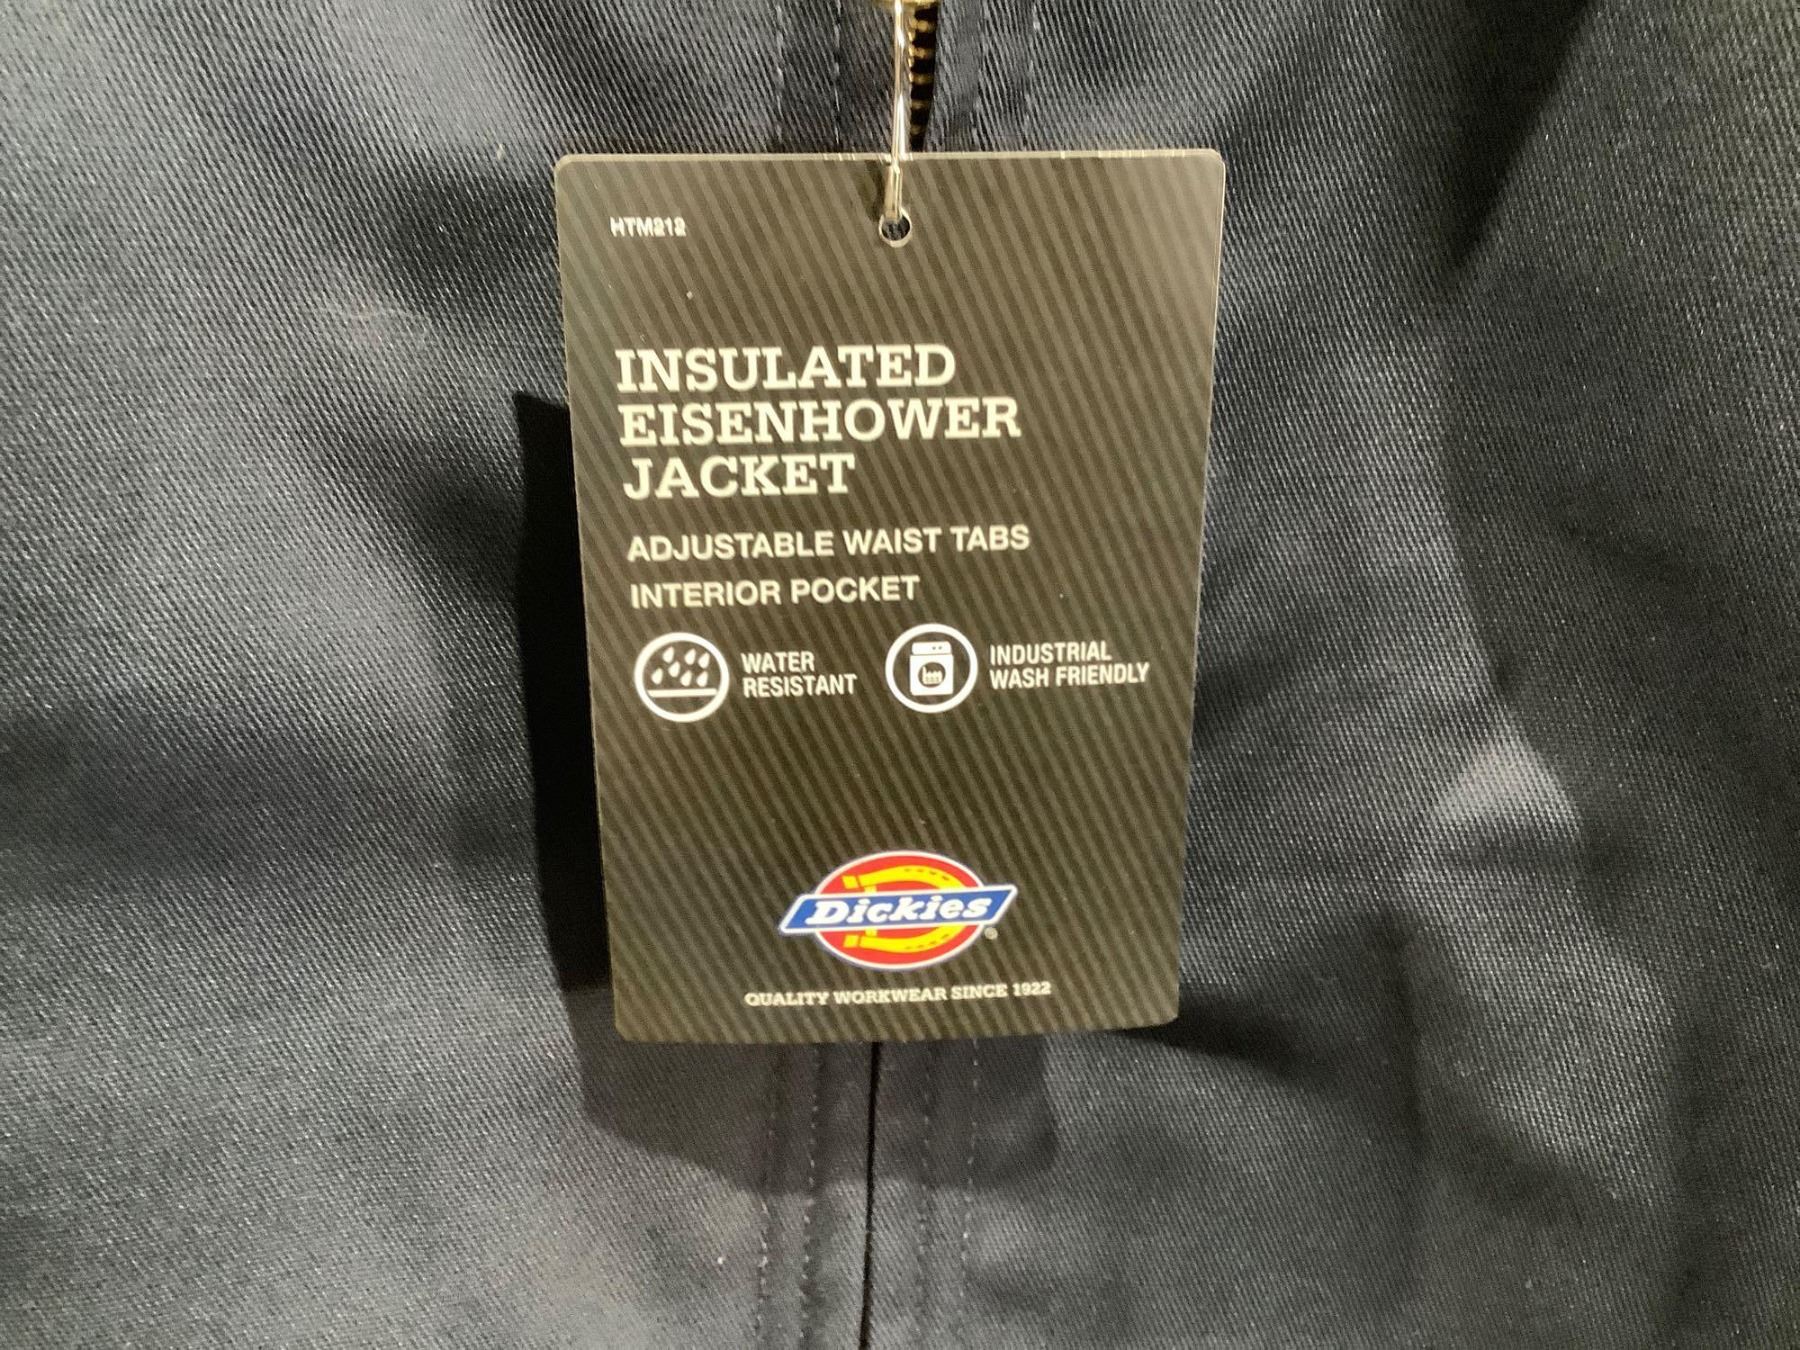 HTM212
INSULATED
EISENHOWER
JACKET
ADJUSTABLE WAIST TABS
INTERIOR POCKET
WATER
RESISTANT
INDUSTRIAL
WASH FRIENDLY
Dickies®
QUALITY WORKWEAR SINCE 1922